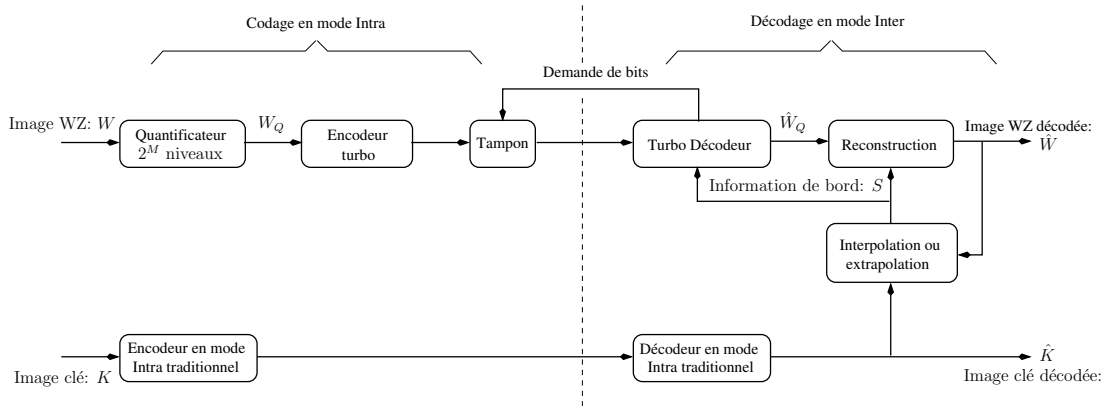 Codage en mode Intra
Décodage en mode Inter
Demande de bits
Image WZ: W
Quantificateur
2^M niveaux
W_Q
Encodeur
turbo
Tampon
Turbo Décodeur
Ŵ_Q
Reconstruction
Image WZ décodée:
Ŵ
Information de bord: S
Interpolation ou
extrapolation
Encodeur en mode
Intra traditionnel
Image clé: K
Décodeur en mode
Intra traditionnel
K̂
Image clé décodée: